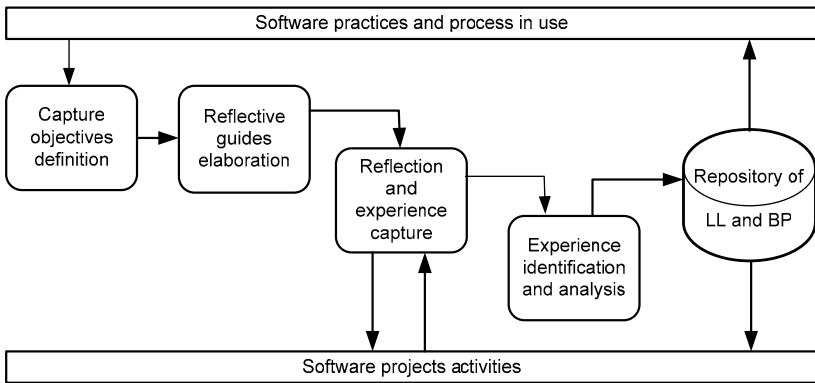 Software practices and process in use
Capture
objectives
definition
Reflective
guides
elaboration
Reflection
and
experience
capture
Experience
identification
and analysis
Repository of
LL and BP
Software projects activities